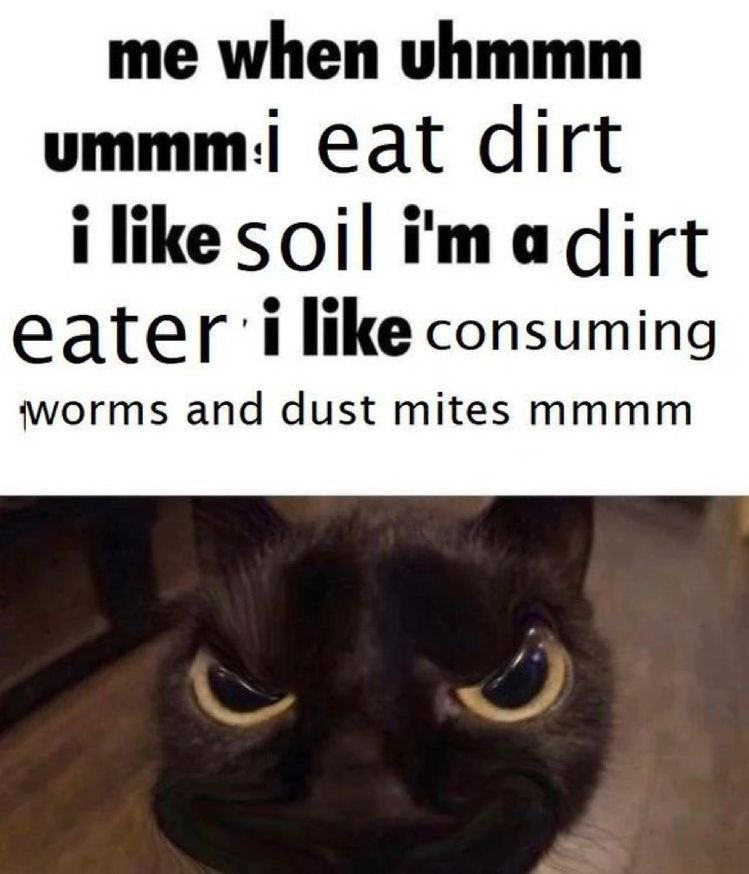 me when uhmmm
ummm i eat dirt
i like soil i'm a dirt
eater i like consuming
worms and dust mites mmmm